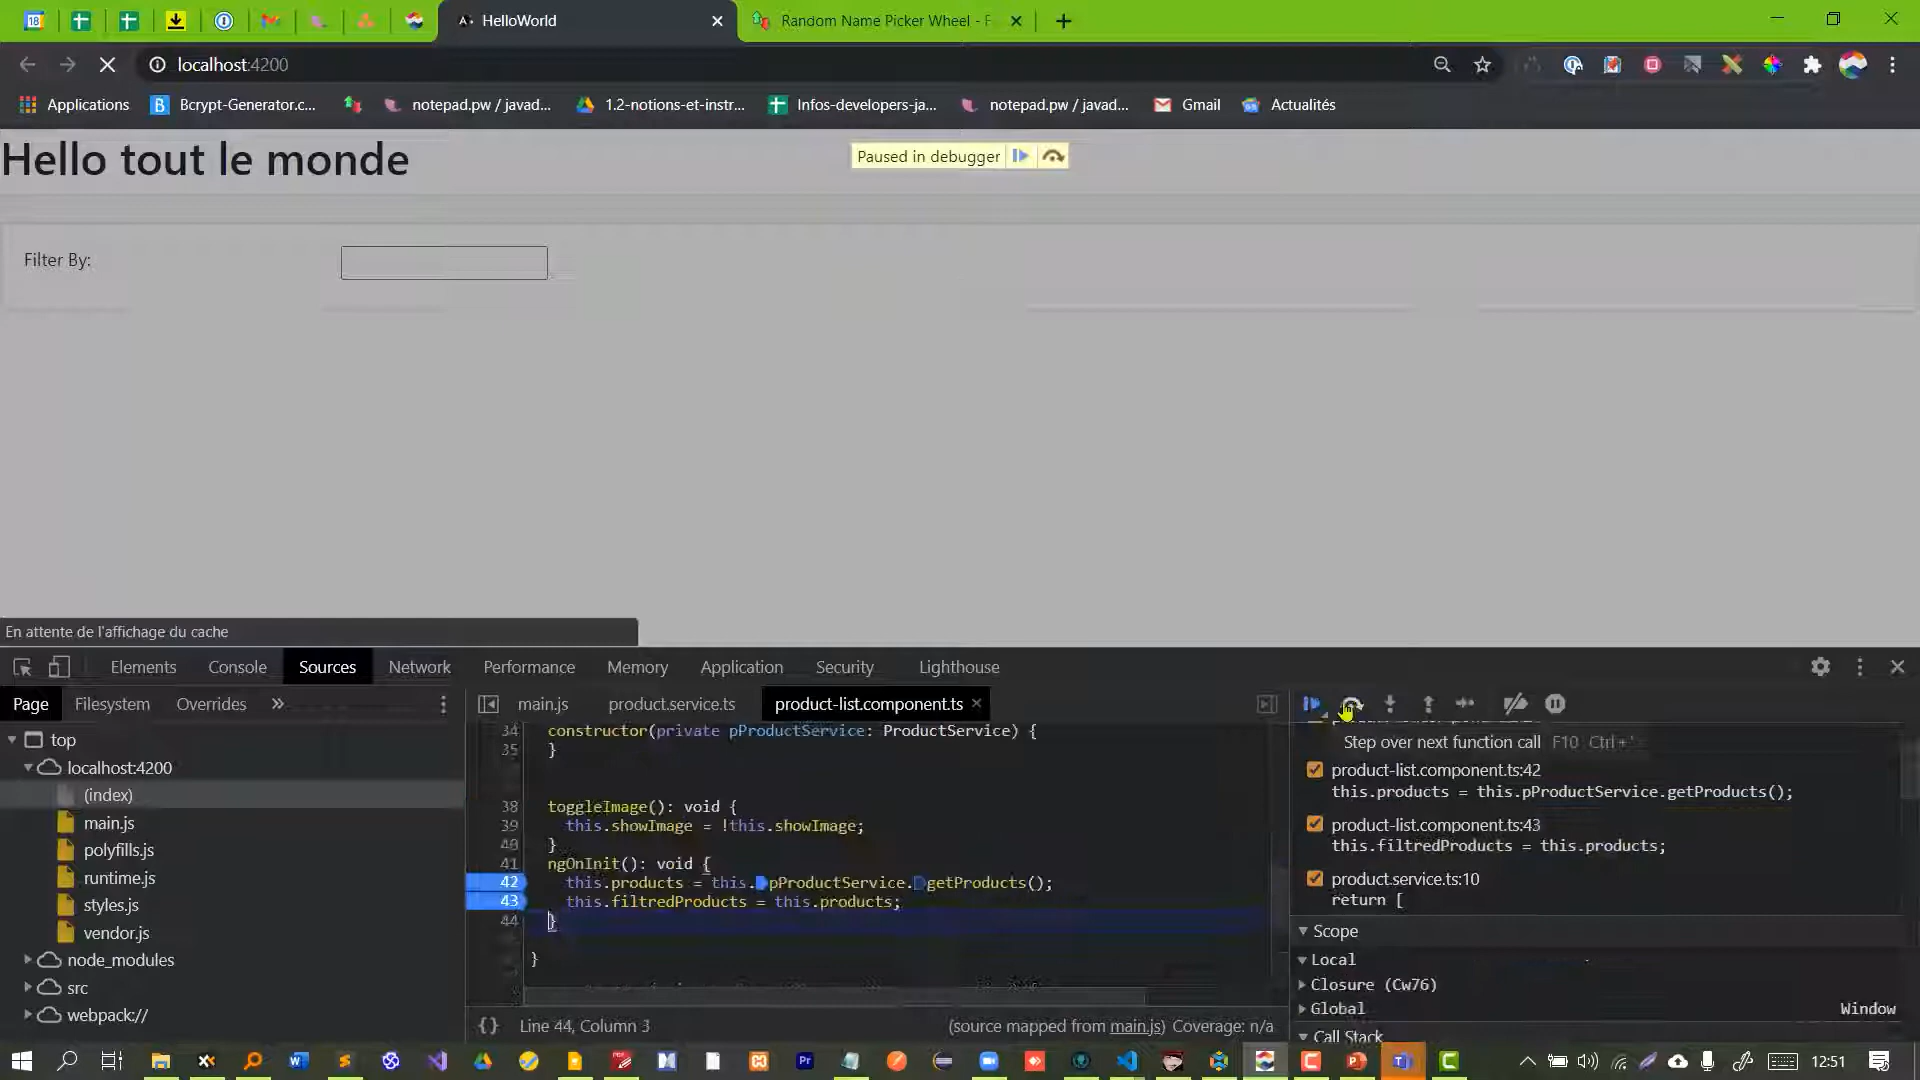 HelloWorld
Random Name Picker Wheel - F
localhost:4200
Applications
Bcrypt-Generator.c...
notepad.pw / javad...
1.2-notions-et-instr...
Infos-developers-ja...
notepad.pw / javad...
Gmail
Actualités
Hello tout le monde
Paused in debugger
Filter By:
En attente de l'affichage du cache
Elements
Console
Sources
Network
Performance
Memory
Application
Security
Lighthouse
Page
Filesystem
Overrides
main.js
product.service.ts
product-list.component.ts
top
localhost:4200
(index)
main.js
polyfills.js
runtime.js
styles.js
vendor.js
node_modules
src
webpack://
34 constructor(private pProductService: ProductService) {
35 }
38 toggleImage(): void {
39 this.showImage = !this.showImage;
40 }
41 ngOnInit(): void {
42 this.products = this.pProductService.getProducts();
43 this.filtredProducts = this.products;
44 }
}
{} Line 44, Column 3
(source mapped from main.js) Coverage: n/a
Step over next function call F10 Ctrl+'
product-list.component.ts:42
this.products = this.pProductService.getProducts();
product-list.component.ts:43
this.filtredProducts = this.products;
product.service.ts:10
return [
Scope
Local
Closure (Cw76)
Global Window
Call Stack
12:51